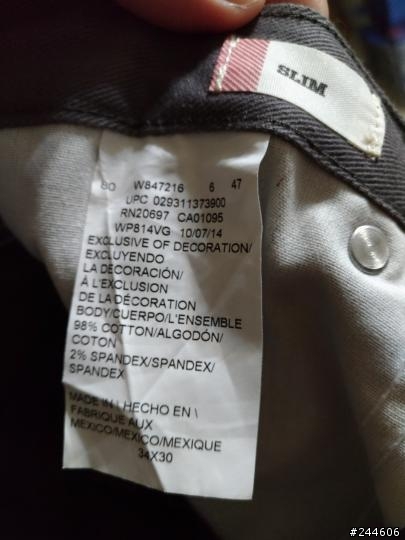 SLIM
80 W847216 6 47
UPC 029311373900
RN20697 CA01095
WP814VG 10/07/14
EXCLUSIVE OF DECORATION/
EXCLUYENDO
LA DECORACIÓN/
À L'EXCLUSION
DE LA DÉCORATION
BODY/CUERPO/L'ENSEMBLE
98% COTTON/ALGODÓN/
COTON
2% SPANDEX/SPANDEX/
SPANDEX
MADE IN \ HECHO EN \
FABRIQUE AUX
MEXICO/MEXICO/MEXIQUE
34X30
#244606